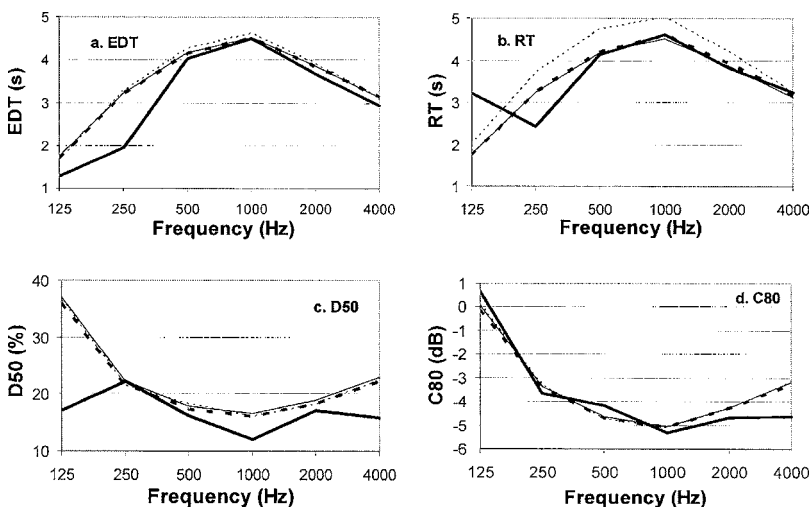 a. EDT
5
4
3
2
1
EDT (s)
125 250 500 1000 2000 4000
Frequency (Hz)
b. RT
5
4
3
2
1
RT (s)
125 250 500 1000 2000 4000
Frequency (Hz)
c. D50
40
30
20
10
D50 (%)
125 250 500 1000 2000 4000
Frequency (Hz)
d. C80
1
0
-1
-2
-3
-4
-5
-6
C80 (dB)
125 250 500 1000 2000 4000
Frequency (Hz)